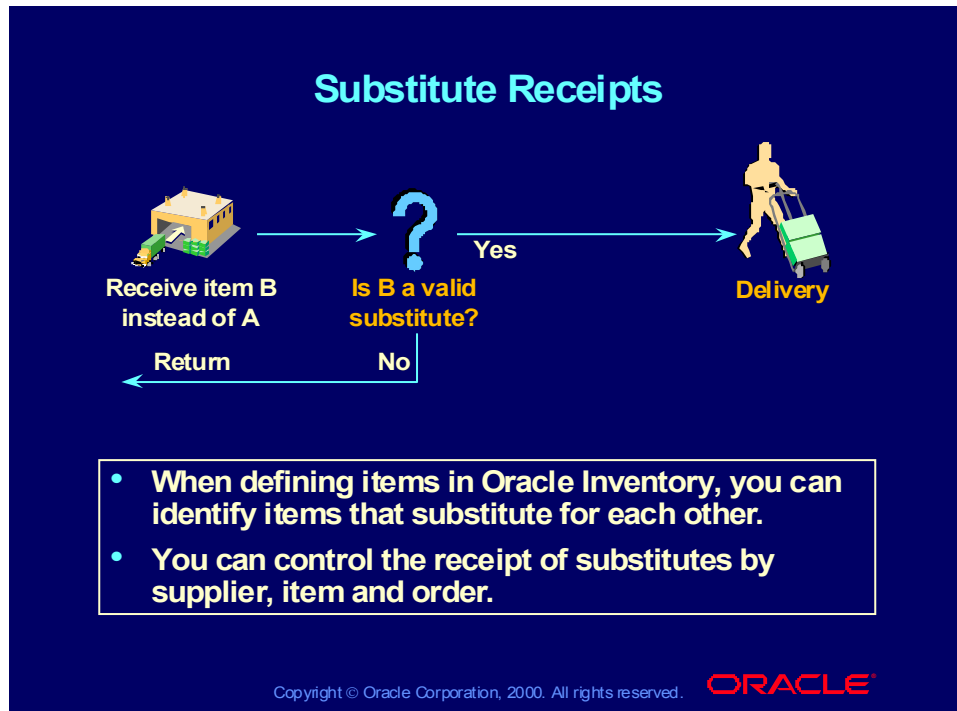 Substitute Receipts
Yes
Receive item B
instead of A
Is B a valid
substitute?
Delivery
Return
No
• When defining items in Oracle Inventory, you can
identify items that substitute for each other.
• You can control the receipt of substitutes by
supplier, item and order.
Copyright © Oracle Corporation, 2000. All rights reserved.
ORACLE®